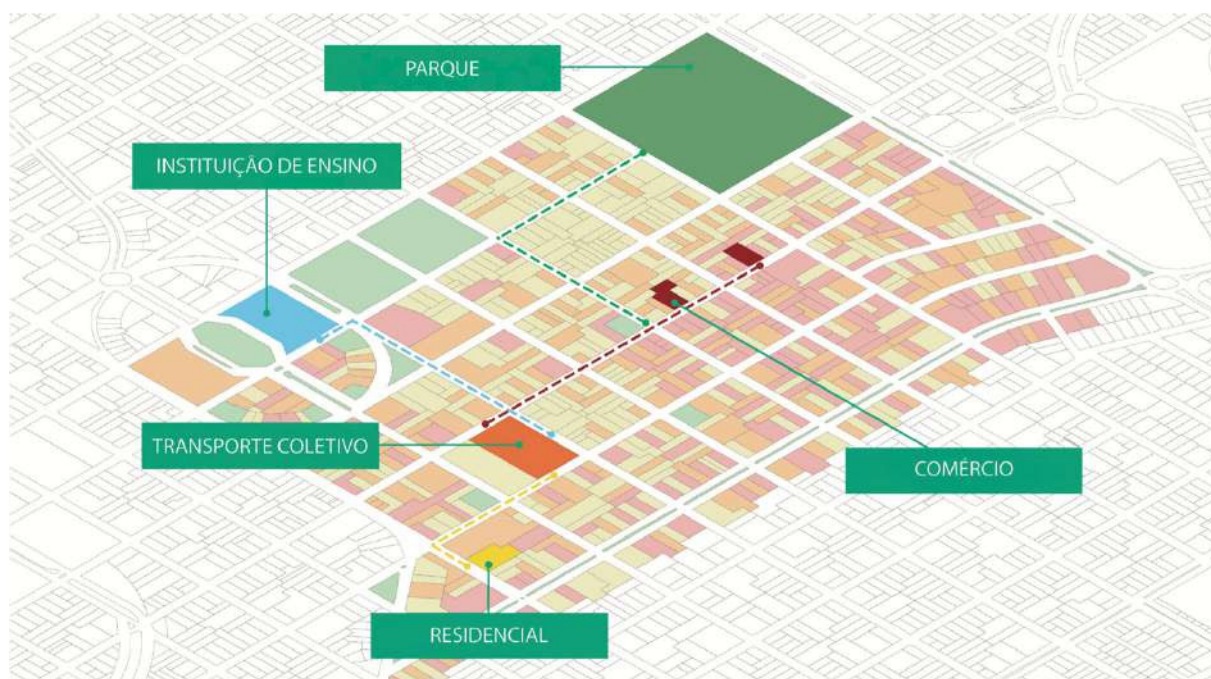 PARQUE
INSTITUIÇÃO DE ENSINO
TRANSPORTE COLETIVO
COMÉRCIO
RESIDENCIAL